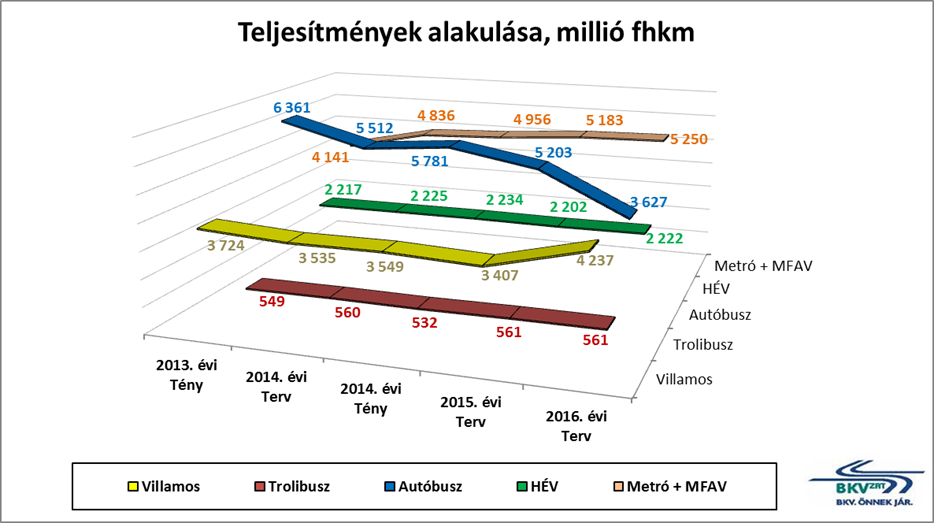 Teljesítmények alakulása, millió fhkm
6 361
5 512
4 836
4 956
5 183
5 250
4 141
5 781
5 203
3 627
2 217
2 225
2 234
2 202
2 222
3 724
3 535
3 549
3 407
4 237
549
560
532
561
561
Metró + MFAV
HÉV
Autóbusz
Trolibusz
Villamos
2013. évi
Tény
2014. évi
Terv
2014. évi
Tény
2015. évi
Terv
2016. évi
Terv
Villamos
Trolibusz
Autóbusz
HÉV
Metró + MFAV
BKV ZRT
BKV. ÖNNEK JÁR.